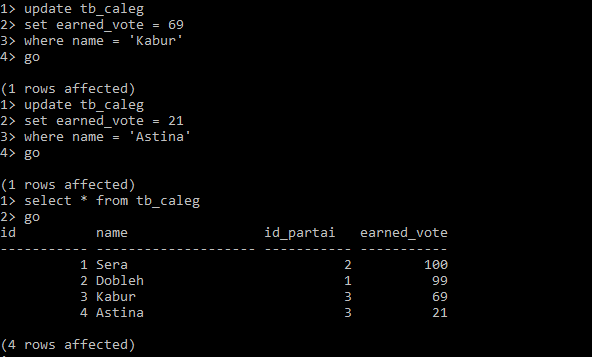 1> update tb_caleg
2> set earned_vote = 69
3> where name = 'Kabur'
4> go
(1 rows affected)
1> update tb_caleg
2> set earned_vote = 21
3> where name = 'Astina'
4> go
(1 rows affected)
1> select * from tb_caleg
2> go
id          name                 id_partai   earned_vote
----------- -------------------- ----------- -----------
          1 Sera                           2         100
          2 Dobleh                         1          99
          3 Kabur                          3          69
          4 Astina                         3          21
(4 rows affected)